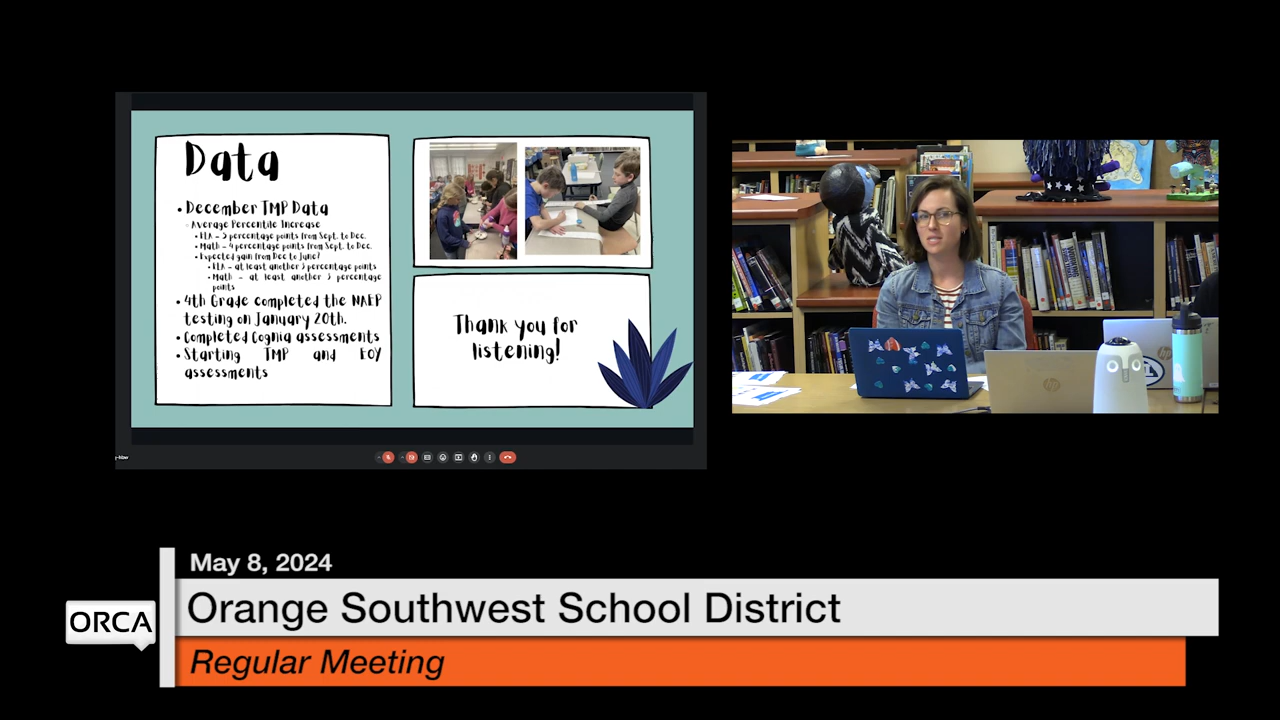 Data
• December TMP Data
Average Percentile Increase
• ELA – 5 percentage points from Sept. to Dec.
• Math – 4 percentage points from Sept. to Dec.
• Expected gain from Dec to June?
• ELA – at least another 5 percentage points
• Math – at least another 5 percentage
points
• 4th Grade completed the NAEP
testing on January 20th.
• Completed Cognia assessments
• Starting TMP and EOY
assessments
Thank you for
listening!
hp
May 8, 2024
Orange Southwest School District
ORCA
Regular Meeting